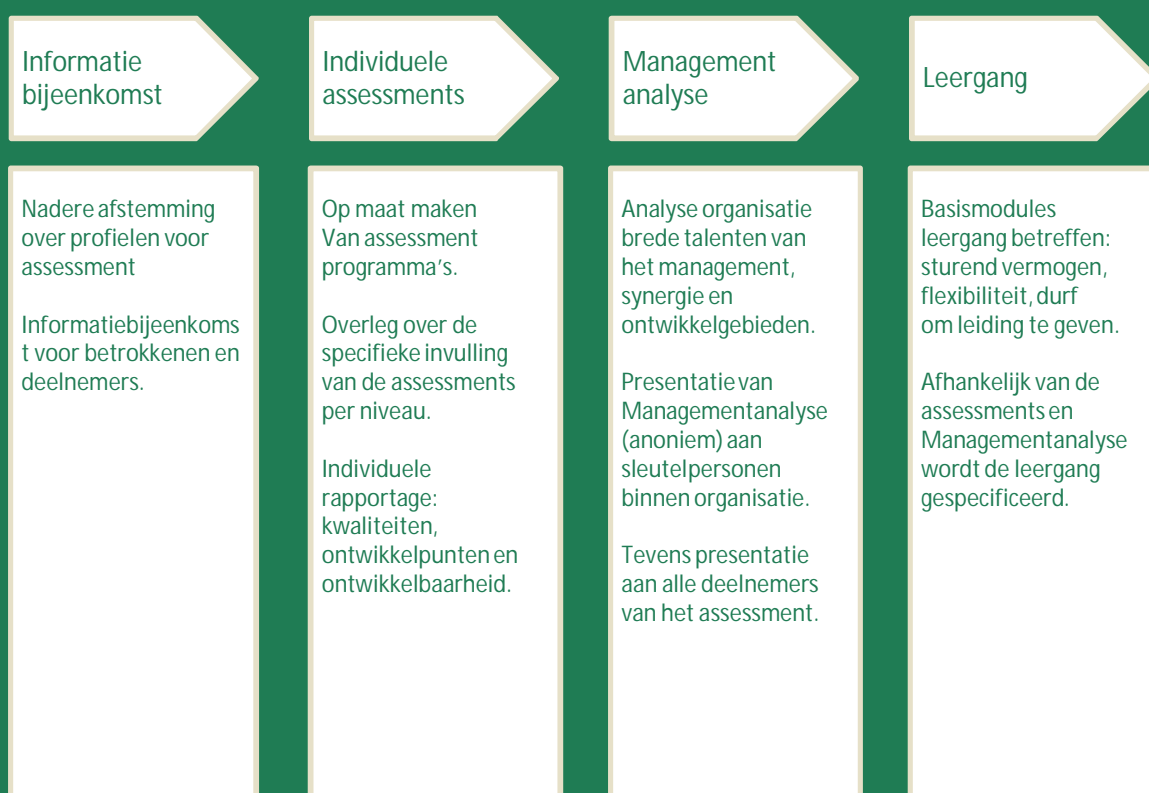 Informatie
bijeenkomst
Nadere afstemming
over profielen voor
assessment
Informatiebijeenkoms
t voor betrokkenen en
deelnemers.
Individuele
assessments
Op maat maken
Van assessment
programma's.
Overleg over de
specifieke invulling
van de assessments
per niveau.
Individuele
rapportage:
kwaliteiten,
ontwikkelpunten en
ontwikkelbaarheid.
Management
analyse
Analyse organisatie
brede talenten van
het management,
synergie en
ontwikkelgebieden.
Presentatie van
Managementanalyse
(anoniem) aan
sleutelpersonen
binnen organisatie.
Tevens presentatie
aan alle deelnemers
van het assessment.
Leergang
Basismodules
leergang betreffen:
sturend vermogen,
flexibiliteit, durf
om leiding te geven.
Afhankelijk van de
assessments en
Managementanalyse
wordt de leergang
gespecificeerd.